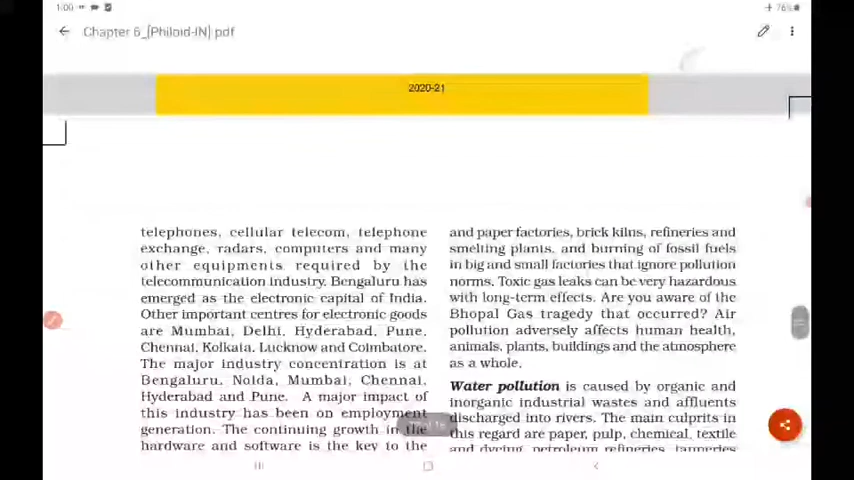 1:00
76%
Chapter 6_[Philoid-IN] pdf
2020-21
telephones, cellular telecom, telephone
exchange, radars, computers and many
other equipments required by the
telecommunication industry. Bengaluru has
emerged as the electronic capital of India.
Other important centres for electronic goods
are Mumbai, Delhi, Hyderabad, Pune,
Chennai, Kolkata, Lucknow and Coimbatore.
The major industry concentration is at
Bengaluru, Noida, Mumbai, Chennai,
Hyderabad and Pune. A major impact of
this industry has been on employment
generation. The continuing growth in the
hardware and software is the key to the
and paper factories, brick kilns, refineries and
smelting plants, and burning of fossil fuels
in big and small factories that ignore pollution
norms. Toxic gas leaks can be very hazardous
with long-term effects. Are you aware of the
Bhopal Gas tragedy that occurred? Air
pollution adversely affects human health,
animals, plants, buildings and the atmosphere
as a whole.
Water pollution is caused by organic and
inorganic industrial wastes and affluents
discharged into rivers. The main culprits in
this regard are paper, pulp, chemical, textile
and dyeing, petroleum refineries, tanneries